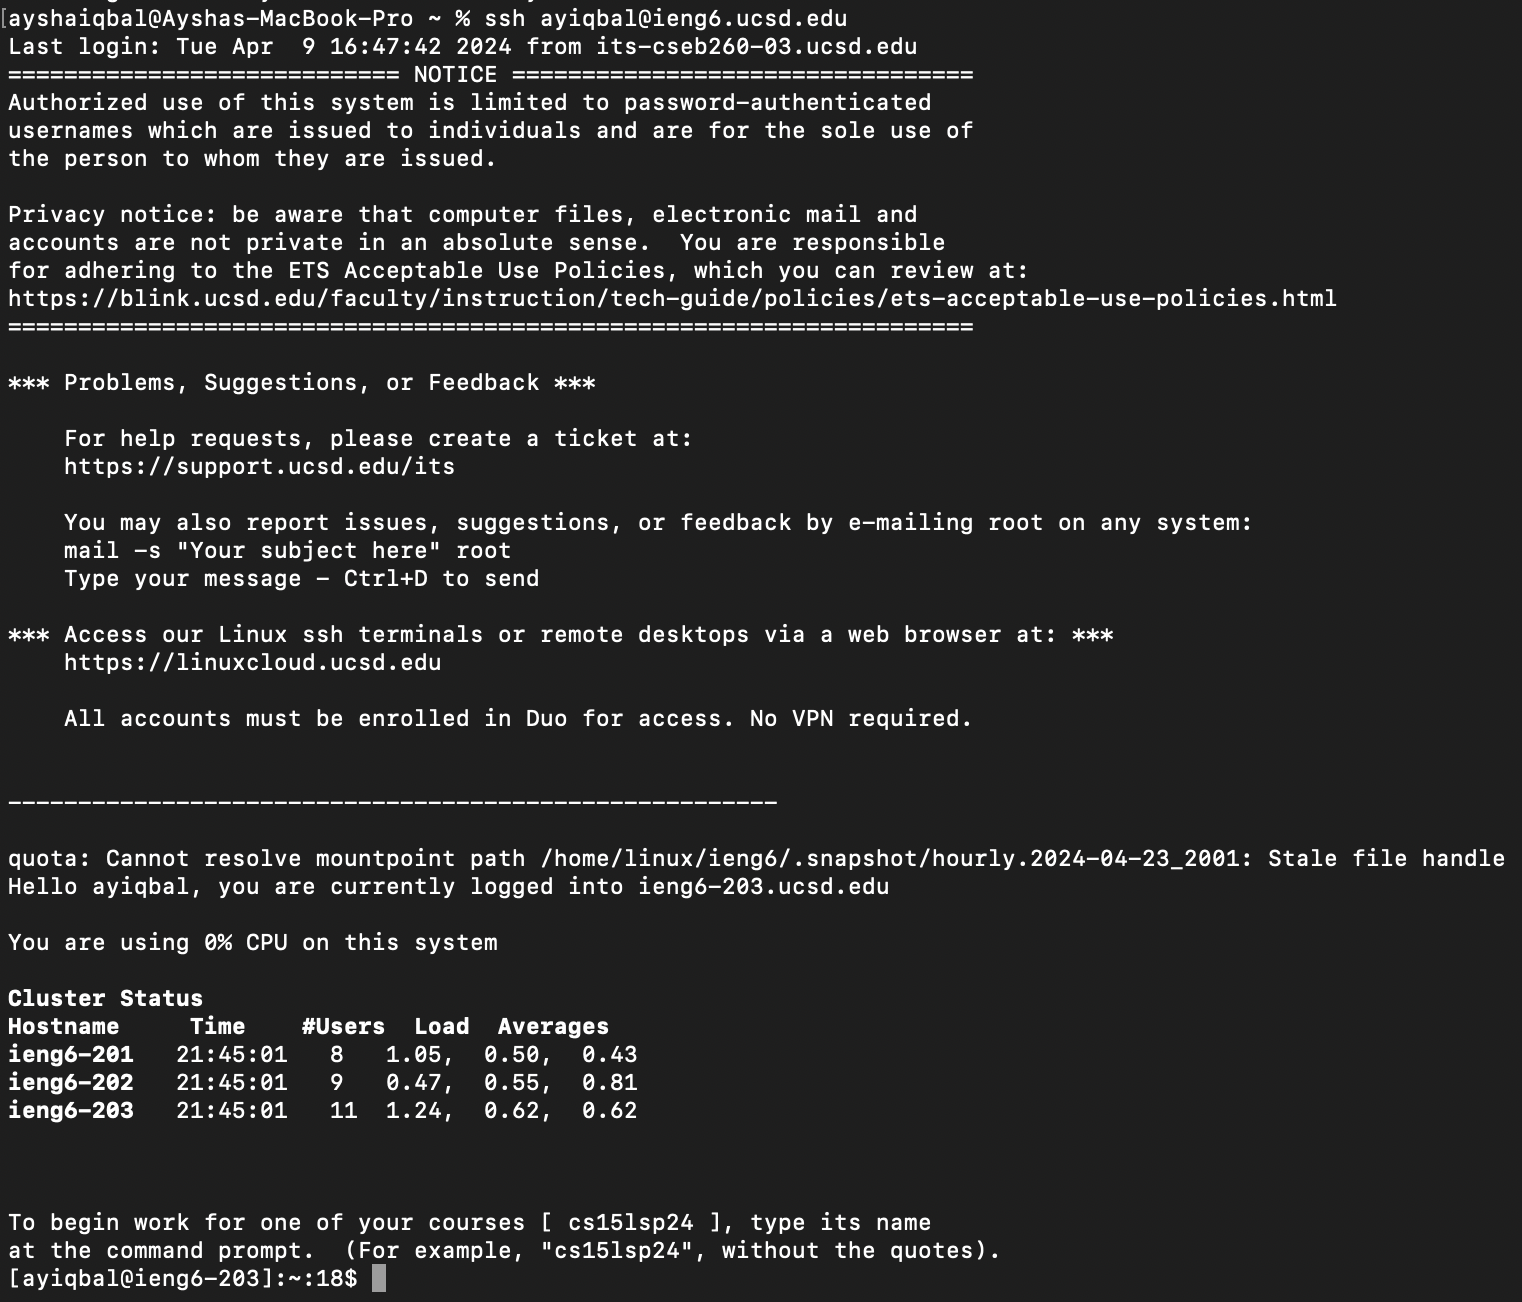 [ayshaiqbal@Ayshas-MacBook-Pro ~ % ssh ayiqbal@ieng6.ucsd.edu
Last login: Tue Apr  9 16:47:42 2024 from its-cseb260-03.ucsd.edu
============================ NOTICE =================================
Authorized use of this system is limited to password-authenticated
usernames which are issued to individuals and are for the sole use of
the person to whom they are issued.

Privacy notice: be aware that computer files, electronic mail and
accounts are not private in an absolute sense.  You are responsible
for adhering to the ETS Acceptable Use Policies, which you can review at:
https://blink.ucsd.edu/faculty/instruction/tech-guide/policies/ets-acceptable-use-policies.html
=====================================================================

*** Problems, Suggestions, or Feedback ***

    For help requests, please create a ticket at:
    https://support.ucsd.edu/its

    You may also report issues, suggestions, or feedback by e-mailing root on any system:
    mail -s "Your subject here" root
    Type your message - Ctrl+D to send

*** Access our Linux ssh terminals or remote desktops via a web browser at: ***
    https://linuxcloud.ucsd.edu

    All accounts must be enrolled in Duo for access. No VPN required.

-------------------------------------------------------

quota: Cannot resolve mountpoint path /home/linux/ieng6/.snapshot/hourly.2024-04-23_2001: Stale file handle
Hello ayiqbal, you are currently logged into ieng6-203.ucsd.edu

You are using 0% CPU on this system

Cluster Status
Hostname     Time    #Users  Load  Averages
ieng6-201   21:45:01   8   1.05,  0.50,  0.43
ieng6-202   21:45:01   9   0.47,  0.55,  0.81
ieng6-203   21:45:01   11  1.24,  0.62,  0.62

To begin work for one of your courses [ cs15lsp24 ], type its name
at the command prompt.  (For example, "cs15lsp24", without the quotes).
[ayiqbal@ieng6-203]:~:18$